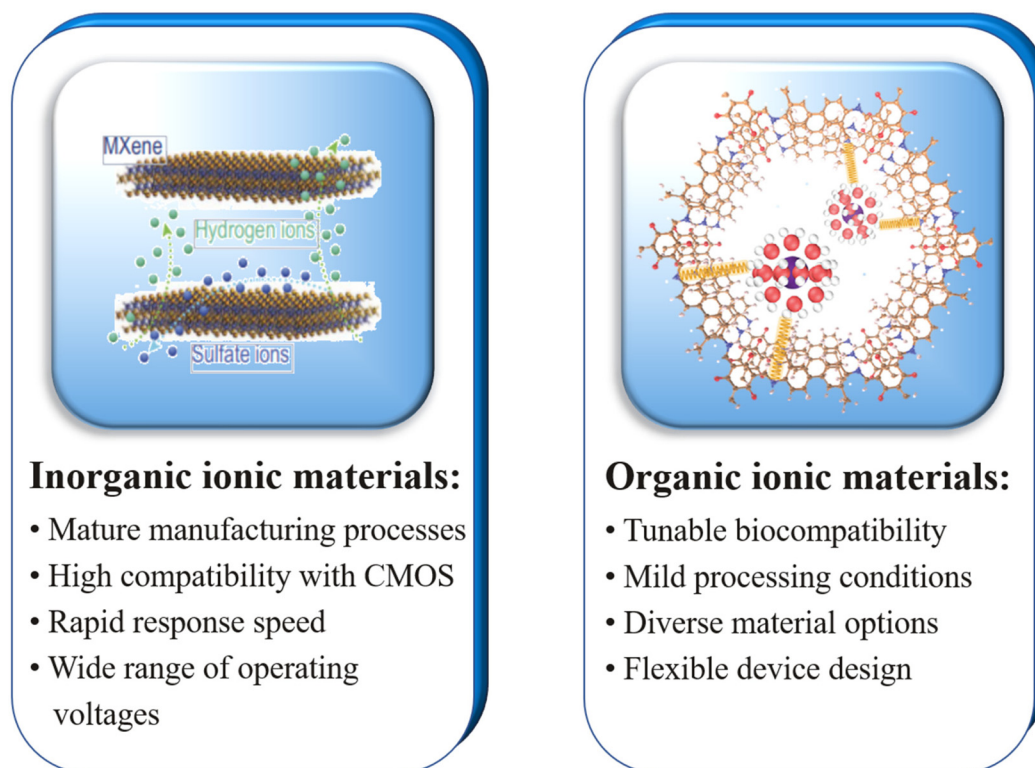 MXene
Hydrogen ions
Sulfate ions
Inorganic ionic materials:
• Mature manufacturing processes
• High compatibility with CMOS
• Rapid response speed
• Wide range of operating
voltages
Organic ionic materials:
• Tunable biocompatibility
• Mild processing conditions
• Diverse material options
• Flexible device design